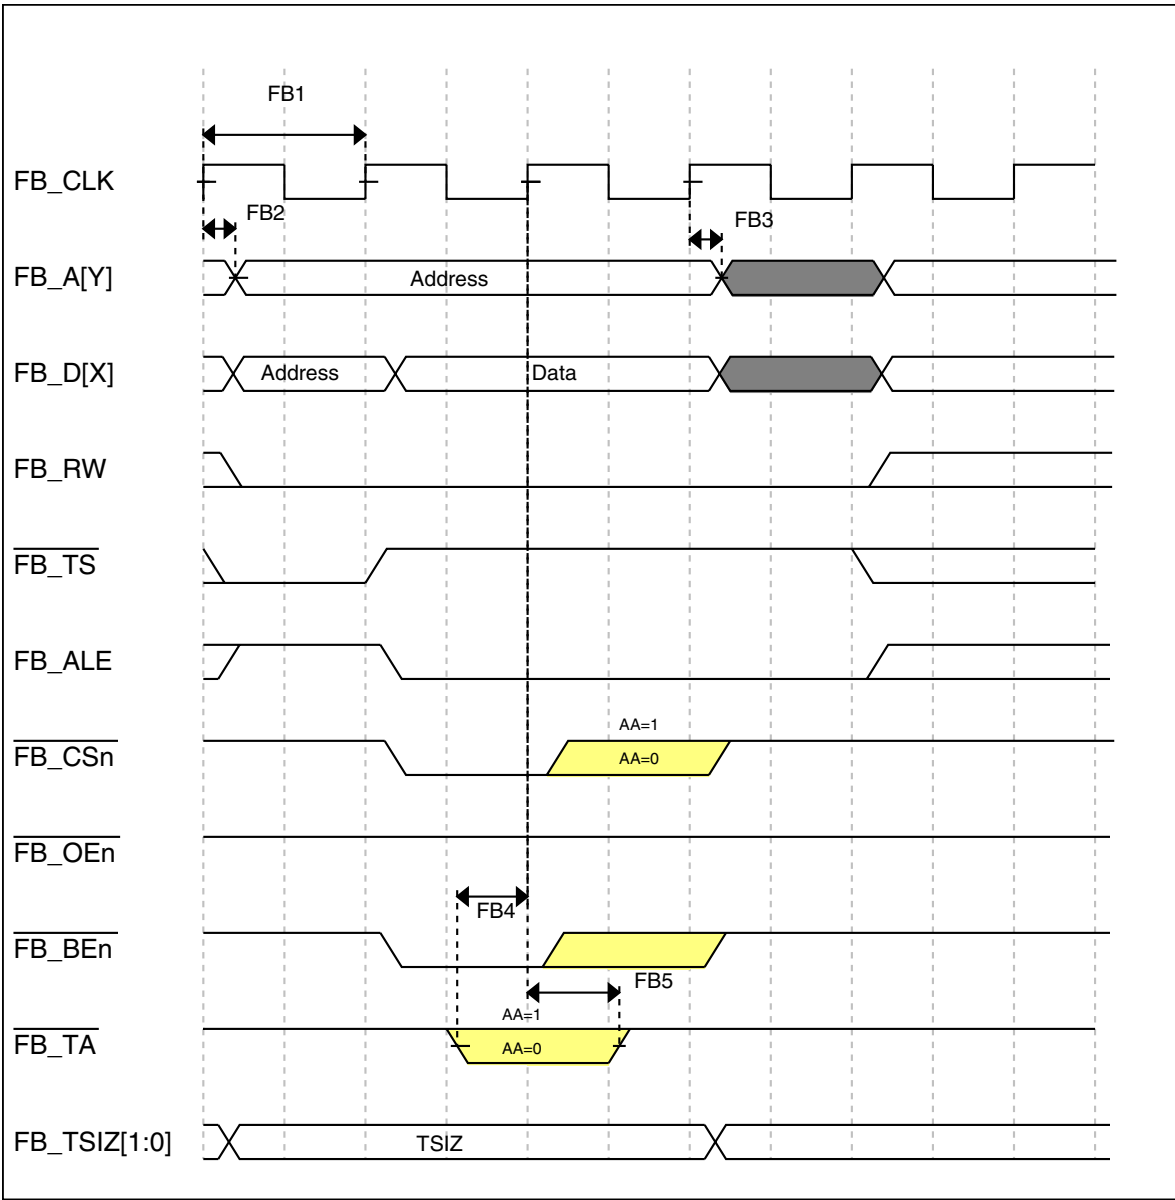 FB1
FB_CLK
FB2
FB3
FB_A[Y]
Address
FB_D[X]
Address
Data
FB_RW
FB_TS
FB_ALE
AA=1
FB_CSn
AA=0
FB_OEn
FB4
FB_BEn
FB5
AA=1
FB_TA
AA=0
FB_TSIZ[1:0]
TSIZ